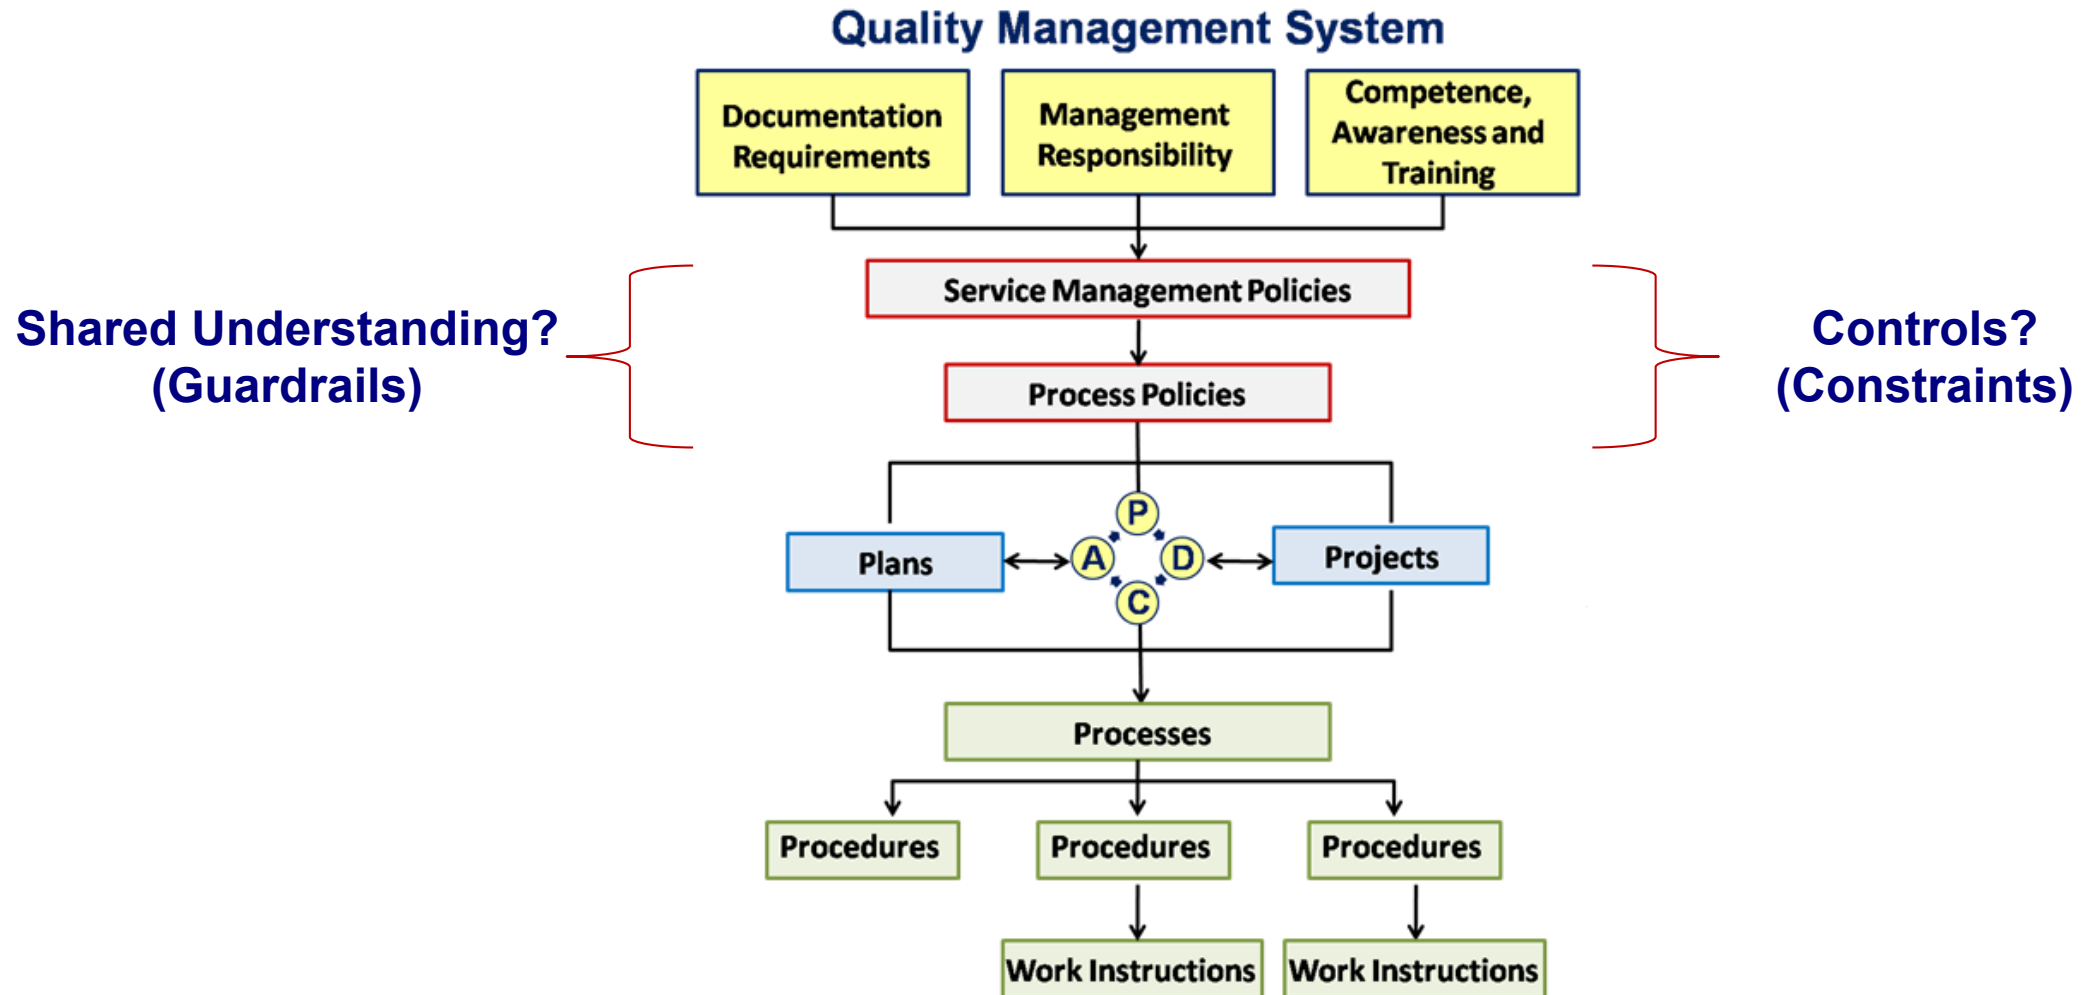 Quality Management System
Documentation
Requirements
Management
Responsibility
Competence,
Awareness and
Training
Service Management Policies
Shared Understanding?
(Guardrails)
Controls?
(Constraints)
Process Policies
P
A
D
C
Plans
Projects
Processes
Procedures
Procedures
Procedures
Work Instructions
Work Instructions